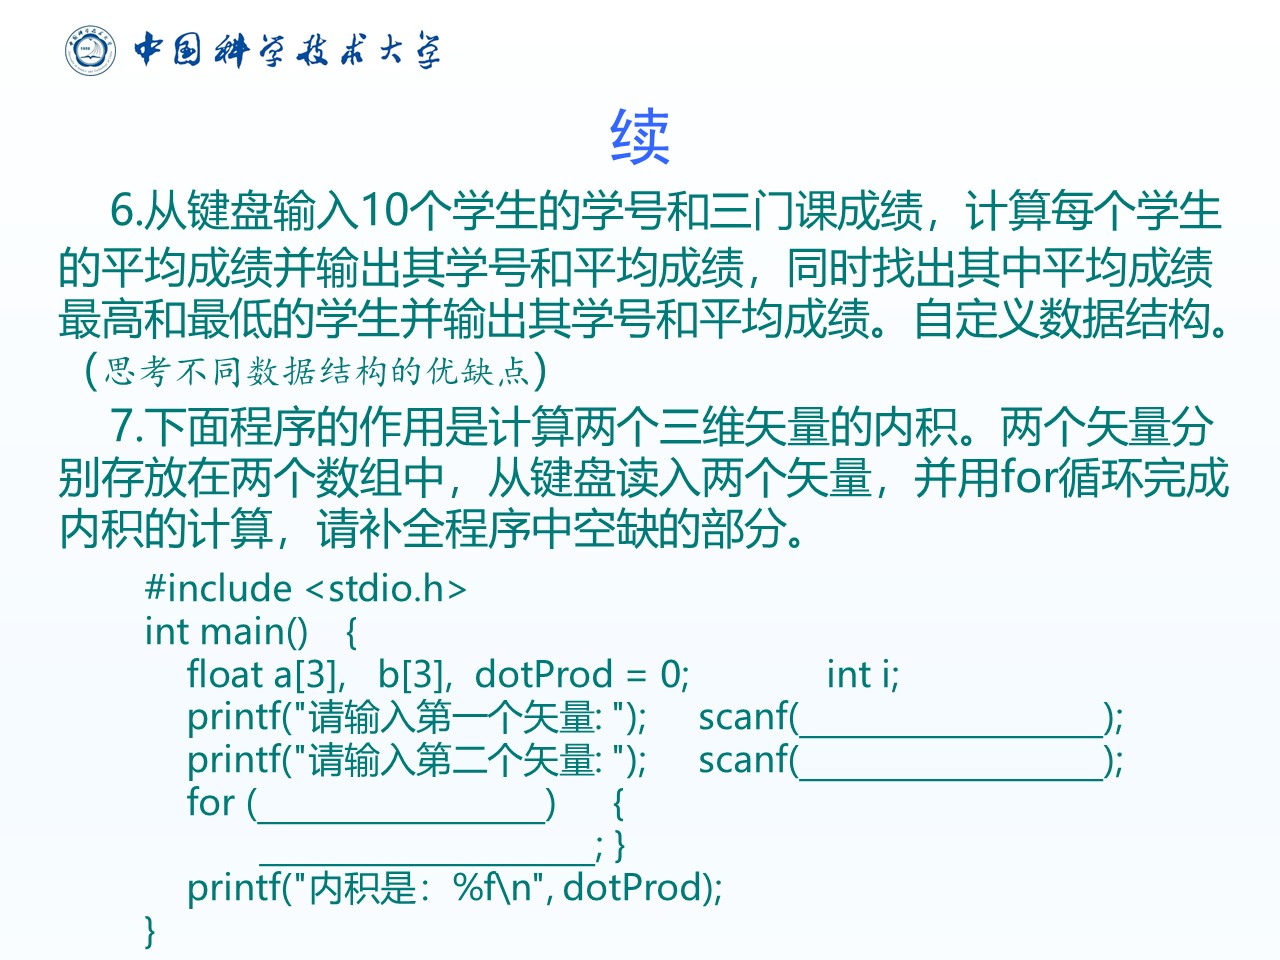 中国科学技术大学
续
6.从键盘输入10个学生的学号和三门课成绩，计算每个学生
的平均成绩并输出其学号和平均成绩，同时找出其中平均成绩
最高和最低的学生并输出其学号和平均成绩。自定义数据结构。
（思考不同数据结构的优缺点）
7.下面程序的作用是计算两个三维矢量的内积。两个矢量分
别存放在两个数组中，从键盘读入两个矢量，并用for循环完成
内积的计算，请补全程序中空缺的部分。
#include <stdio.h>
int main() {
float a[3], b[3], dotProd = 0; int i;
printf("请输入第一个矢量: "); scanf(_________________);
printf("请输入第二个矢量: "); scanf(_________________);
for (________________) {
___________________; }
printf("内积是：%f\n", dotProd);
}